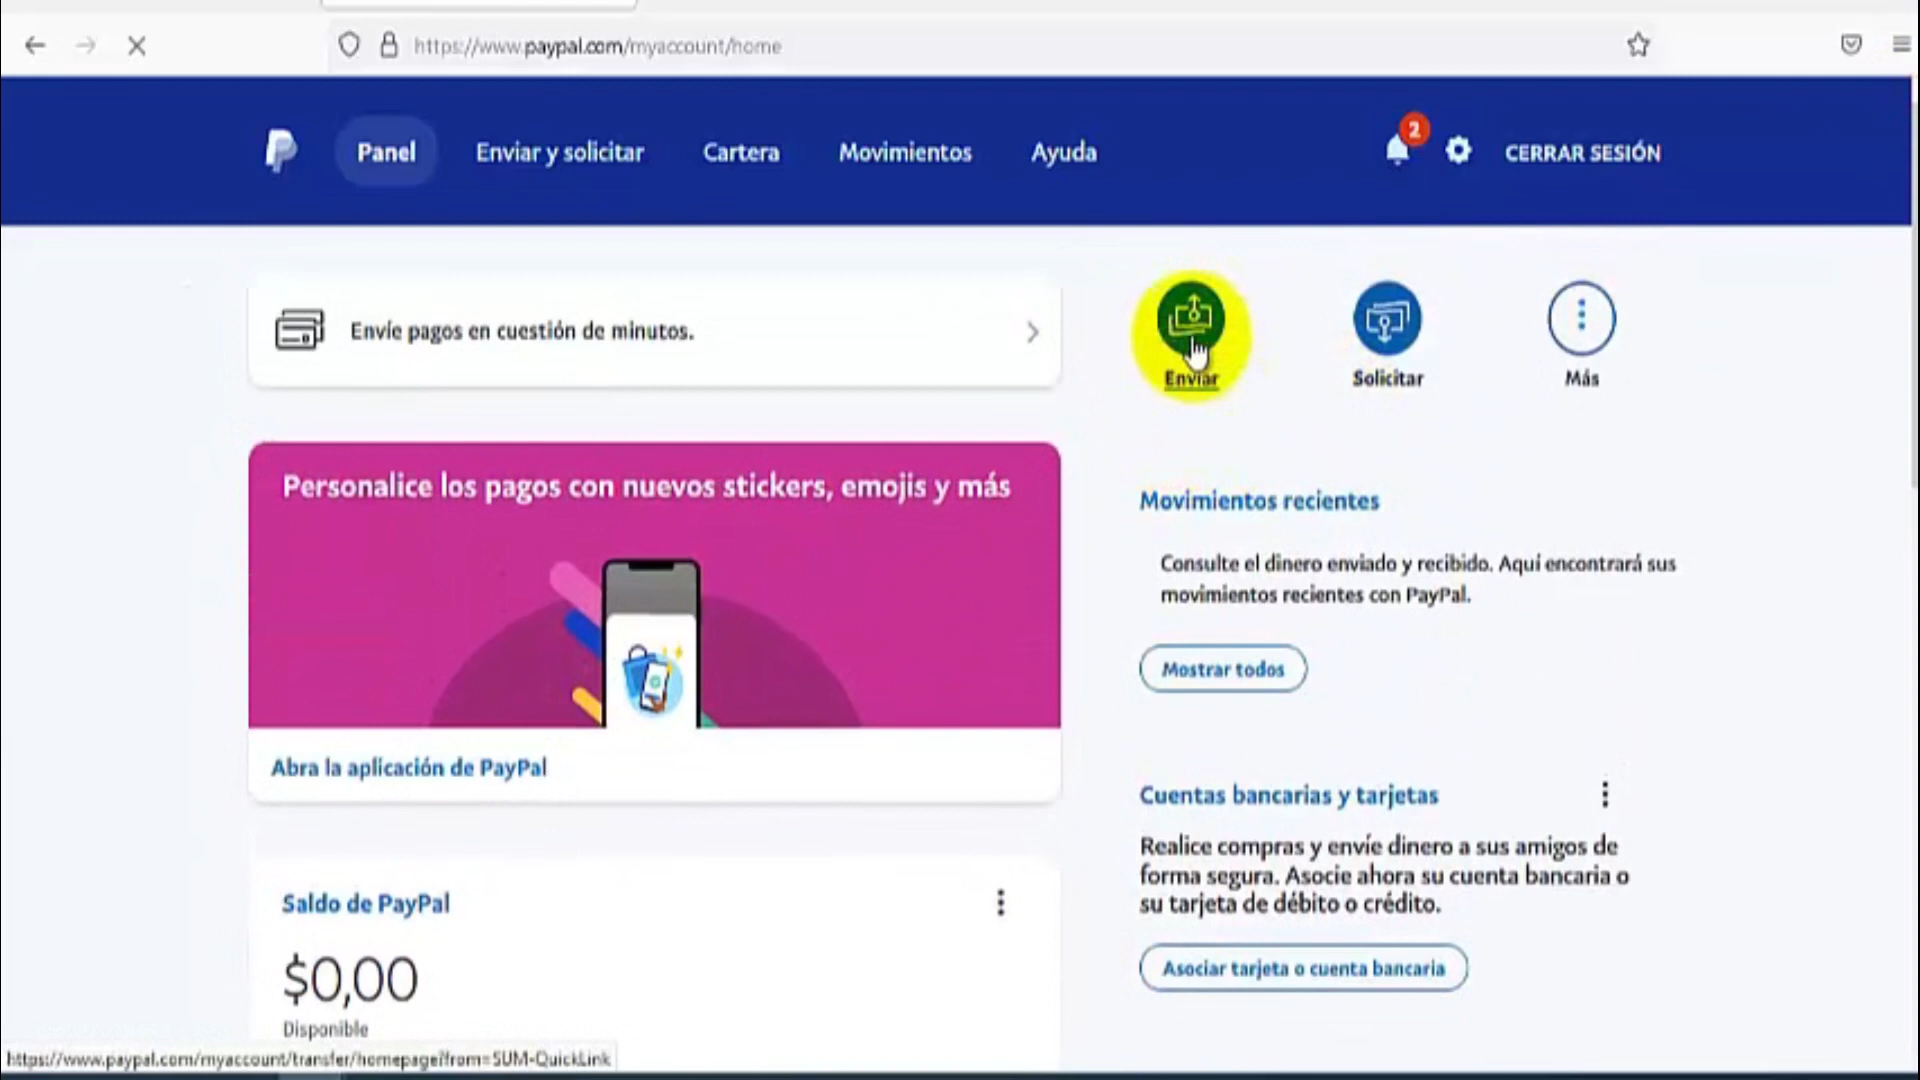 https://www.paypal.com/myaccount/home
Panel
Enviar y solicitar
Cartera
Movimientos
Ayuda
2
CERRAR SESIÓN
Envíe pagos en cuestión de minutos.
Enviar
Solicitar
Más
Personalice los pagos con nuevos stickers, emojis y más
Abra la aplicación de PayPal
Movimientos recientes
Consulte el dinero enviado y recibido. Aquí encontrará sus
movimientos recientes con PayPal.
Mostrar todos
Cuentas bancarias y tarjetas
Realice compras y envíe dinero a sus amigos de
forma segura. Asocie ahora su cuenta bancaria o
su tarjeta de débito o crédito.
Asociar tarjeta o cuenta bancaria
Saldo de PayPal
$0,00
Disponible
https://www.paypal.com/myaccount/transfer/homepage?from=SUM-QuickLink